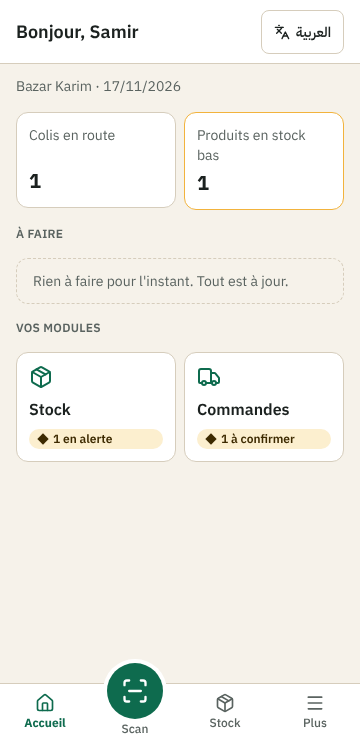 Bonjour, Samir
العربية
Bazar Karim · 17/11/2026
Colis en route
1
Produits en stock
bas
1
À FAIRE
Rien à faire pour l'instant. Tout est à jour.
VOS MODULES
Stock
1 en alerte
Commandes
1 à confirmer
Accueil
Scan
Stock
Plus